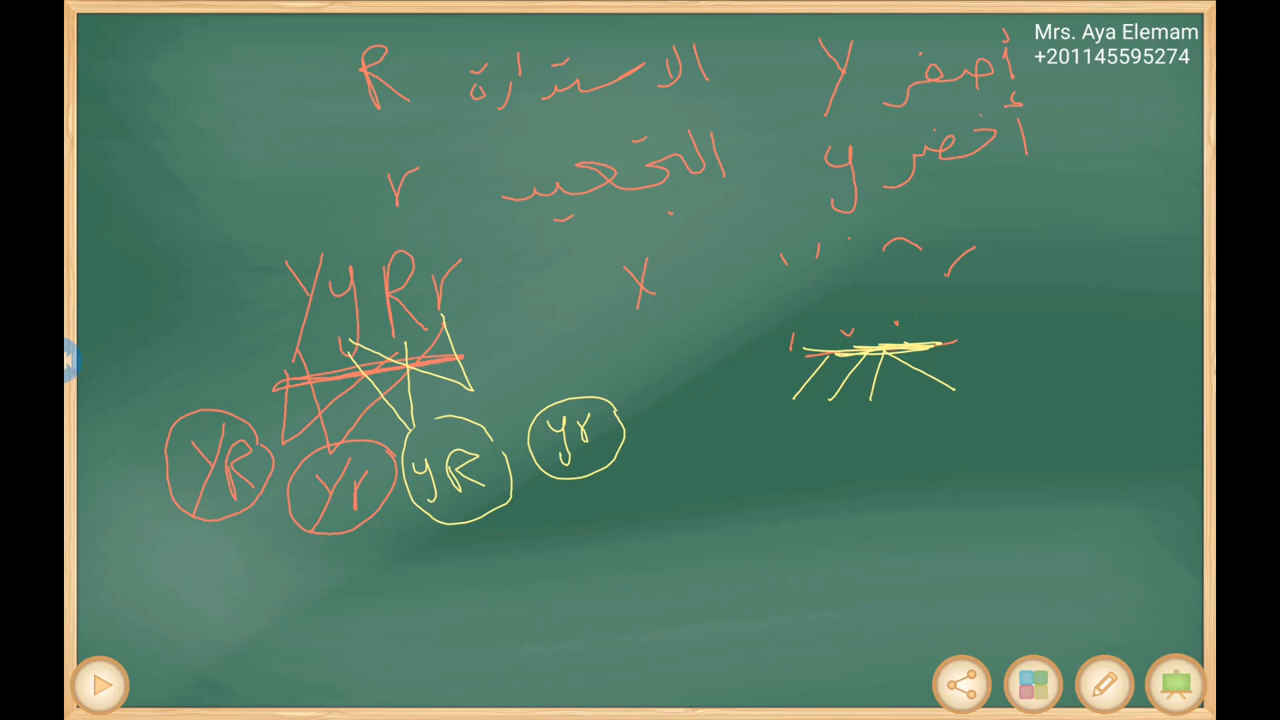 Mrs. Aya Elemam
+201145595274
أصفر Y الاستدارة R
أخضر y التجعيد r
YyRr X
YR Yr yR yr